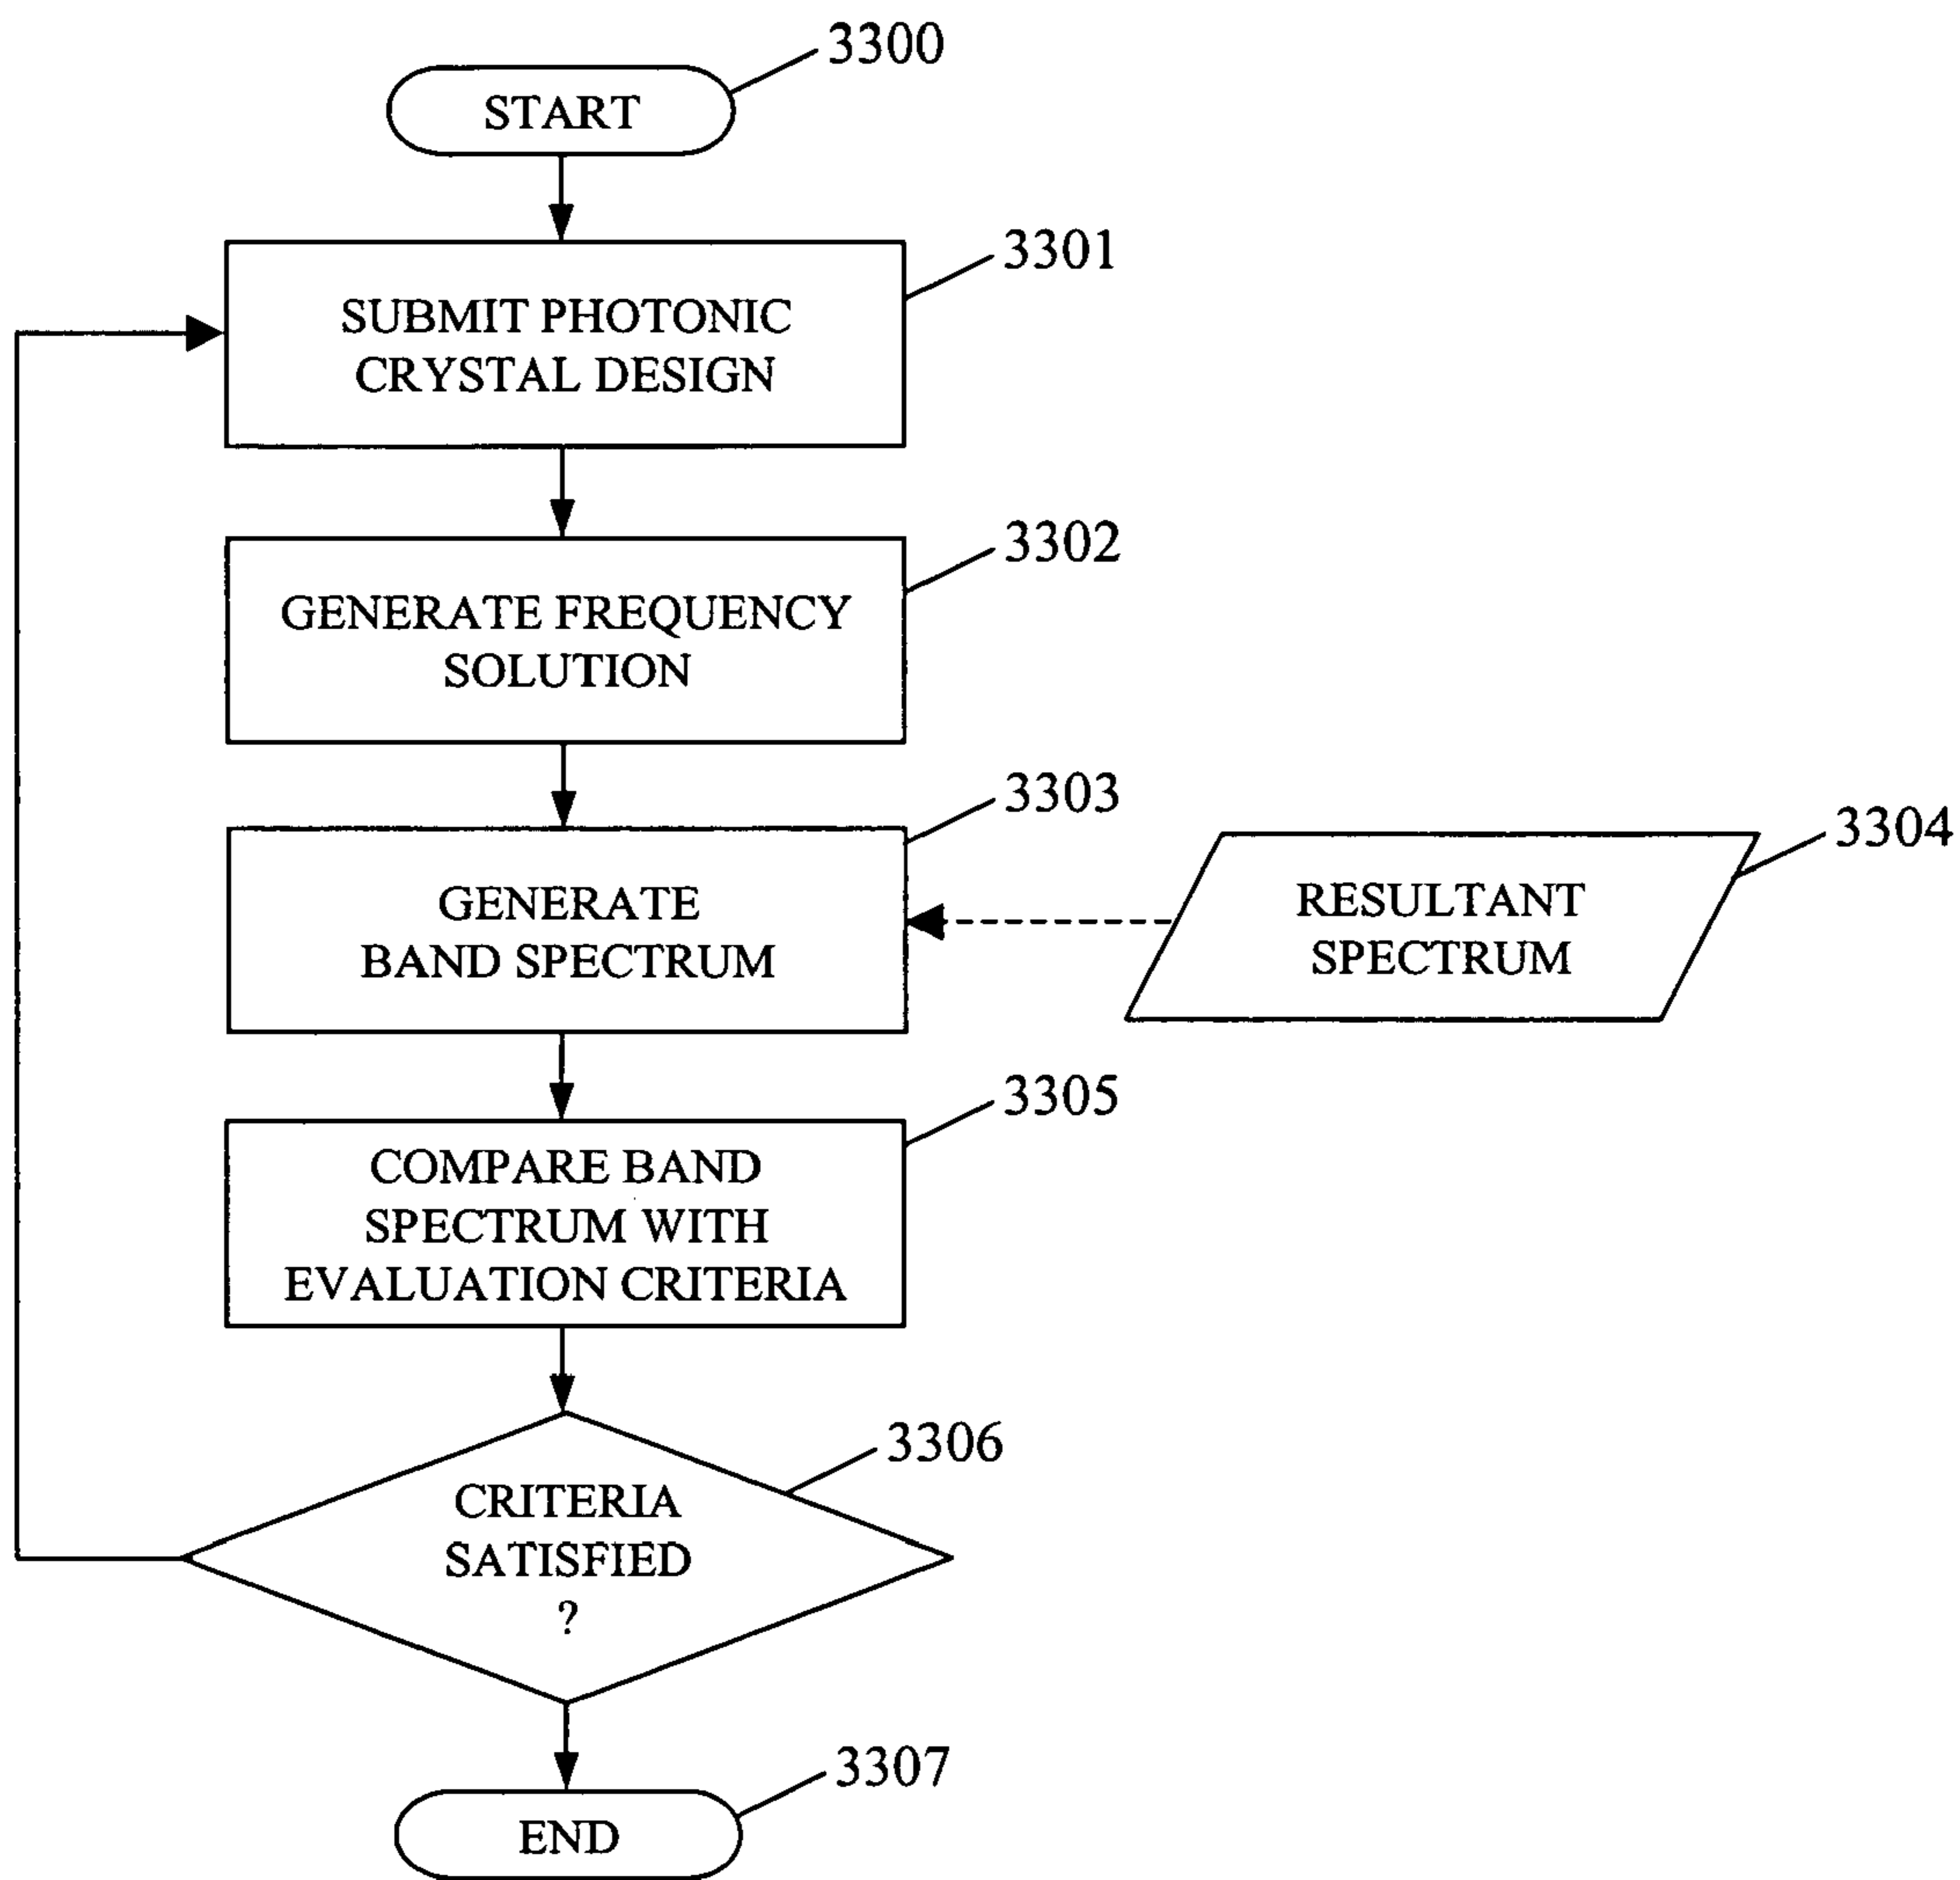 3300
START
3301
SUBMIT PHOTONIC
CRYSTAL DESIGN
3302
GENERATE FREQUENCY
SOLUTION
3303
GENERATE
BAND SPECTRUM
3304
RESULTANT
SPECTRUM
3305
COMPARE BAND
SPECTRUM WITH
EVALUATION CRITERIA
3306
CRITERIA
SATISFIED
?
3307
END